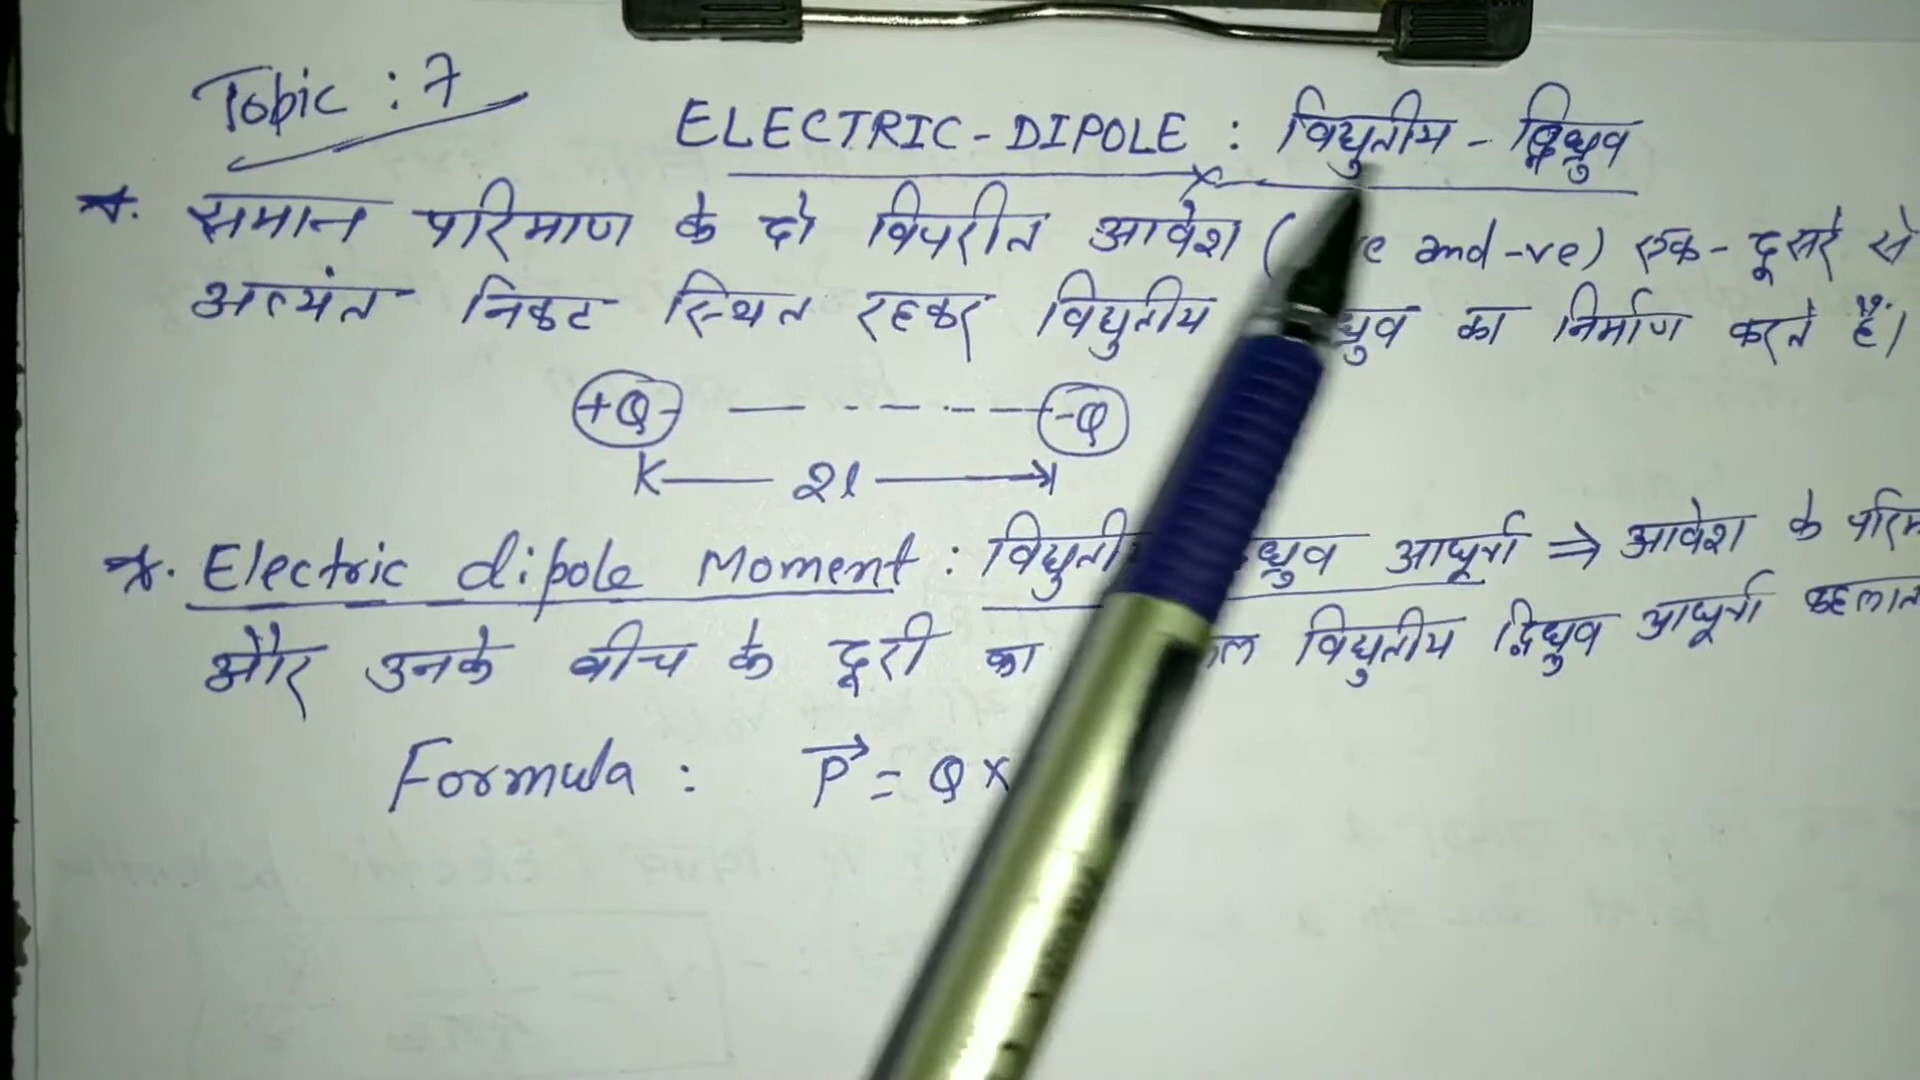 Topic : 7
ELECTRIC-DIPOLE : विद्युतीय - द्विध्रुव
समान परिमाण के दो विपरीत आवेश ( and -ve) एक-दूसरे से
अत्यंत निकट स्थित रहकर विद्युतीय का निर्माण करते हैं।
+Q - - - - - -Q
2l
Electric dipole Moment : ध्रुव आघूर्ण ⇒ आवेश के
और उनके बीच के दूरी का विद्युतीय द्विध्रुव आघूर्ण
Formula : P⃗ = Q ×